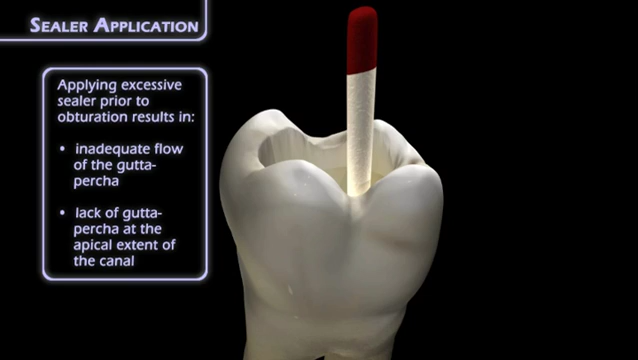 Sealer Application
Applying excessive
sealer prior to
obturation results in:
• inadequate flow
of the gutta-
percha
• lack of gutta-
percha at the
apical extent of
the canal